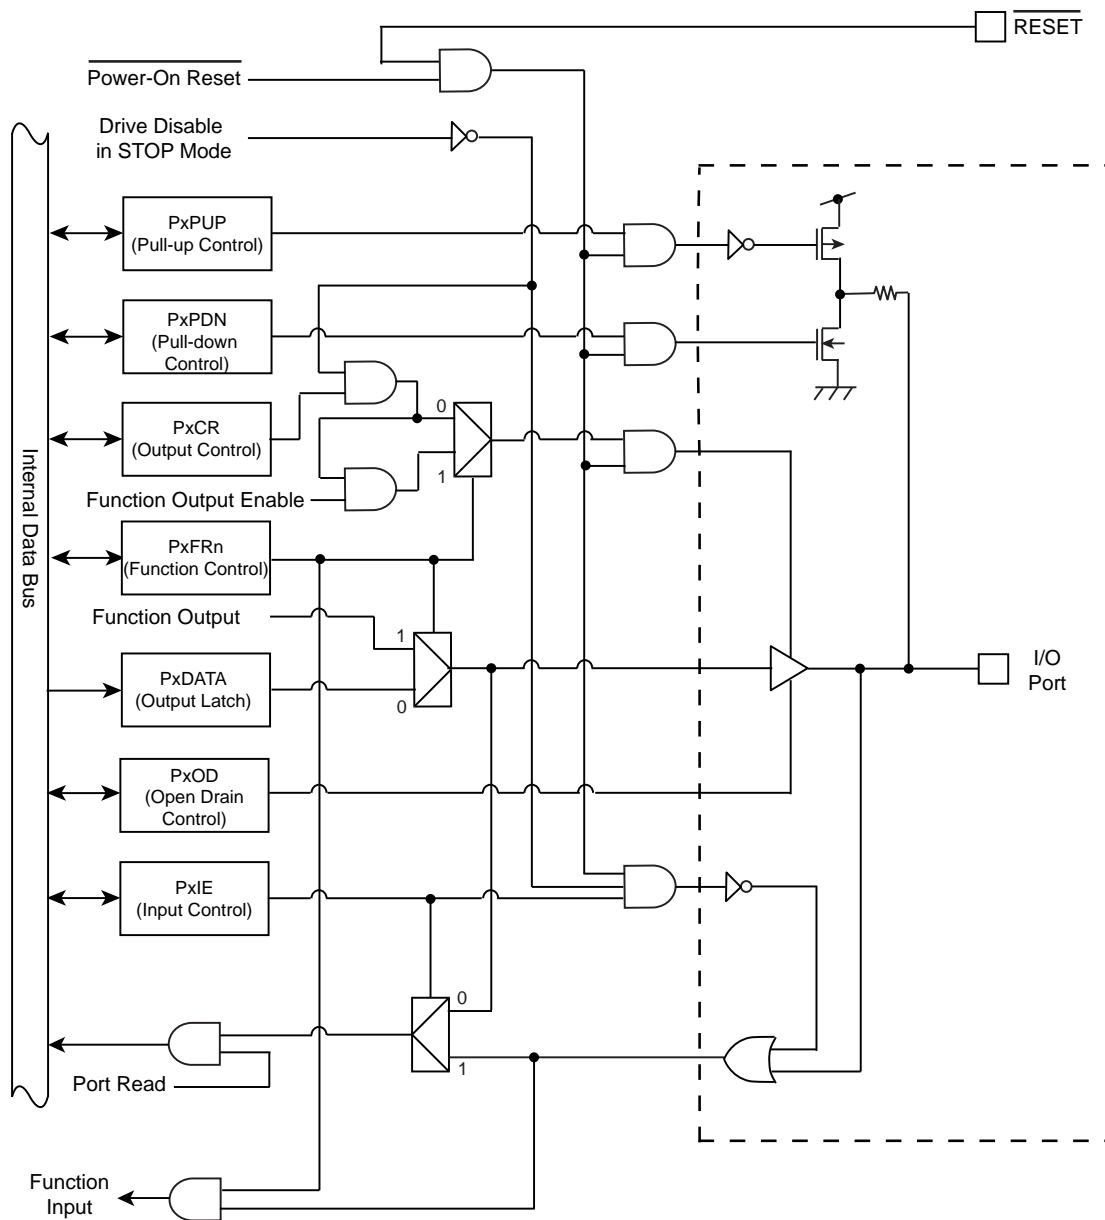 RESET
Power-On Reset
Drive Disable
in STOP Mode
PxPUP
(Pull-up Control)
PxPDN
(Pull-down
Control)
PxCR
(Output Control)
0
1
Function Output Enable
Internal Data Bus
PxFRn
(Function Control)
Function Output
1
0
PxDATA
(Output Latch)
I/O
Port
PxOD
(Open Drain
Control)
PxIE
(Input Control)
0
1
Port Read
Function
Input